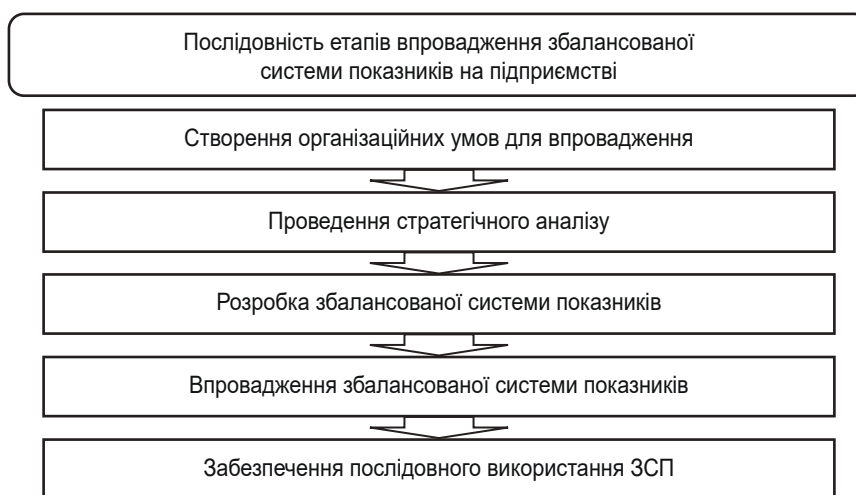 Послідовність етапів впровадження збалансованої
системи показників на підприємстві
Створення організаційних умов для впровадження
Проведення стратегічного аналізу
Розробка збалансованої системи показників
Впровадження збалансованої системи показників
Забезпечення послідовного використання ЗСП